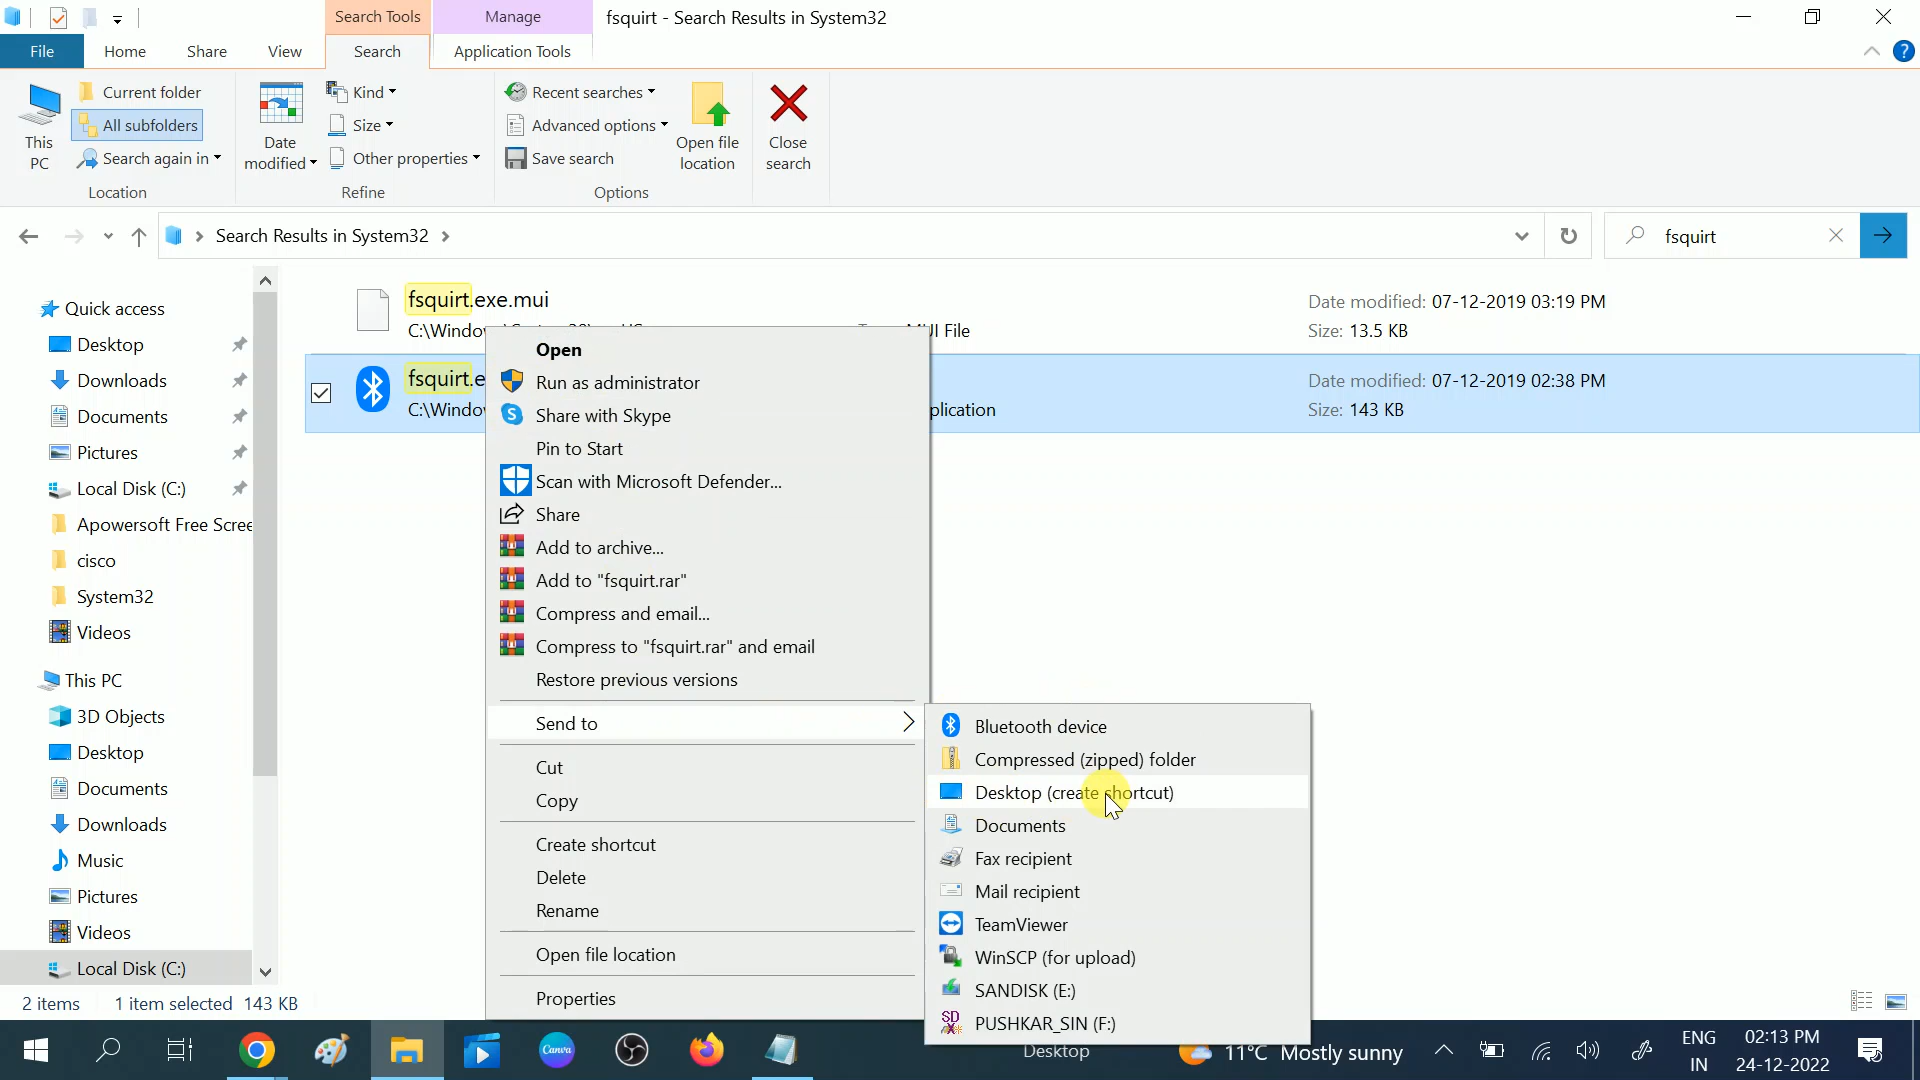 Search Tools
Manage
fsquirt - Search Results in System32
File
Home
Share
View
Search
Application Tools
?
This PC
Current folder
All subfolders
Search again in
Location
Date modified
Kind
Size
Other properties
Refine
Recent searches
Advanced options
Save search
Options
Open file location
Close search
Search Results in System32
fsquirt
Quick access
Desktop
Downloads
Documents
Pictures
Local Disk (C:)
Apowersoft Free Scree
cisco
System32
Videos
This PC
3D Objects
Desktop
Documents
Downloads
Music
Pictures
Videos
Local Disk (C:)
fsquirt.exe.mui
Date modified: 07-12-2019 03:19 PM
C:\Window
UI File
Size: 13.5 KB
fsquirt.e
Date modified: 07-12-2019 02:38 PM
C:\Windo
plication
Size: 143 KB
Open
Run as administrator
Share with Skype
Pin to Start
Scan with Microsoft Defender...
Share
Add to archive...
Add to "fsquirt.rar"
Compress and email...
Compress to "fsquirt.rar" and email
Restore previous versions
Send to
Cut
Copy
Create shortcut
Delete
Rename
Open file location
Properties
Bluetooth device
Compressed (zipped) folder
Desktop (create shortcut)
Documents
Fax recipient
Mail recipient
TeamViewer
WinSCP (for upload)
SANDISK (E:)
PUSHKAR_SIN (F:)
2 items
1 item selected 143 KB
Canva
Desktop
11°C Mostly sunny
ENG
IN
02:13 PM
24-12-2022